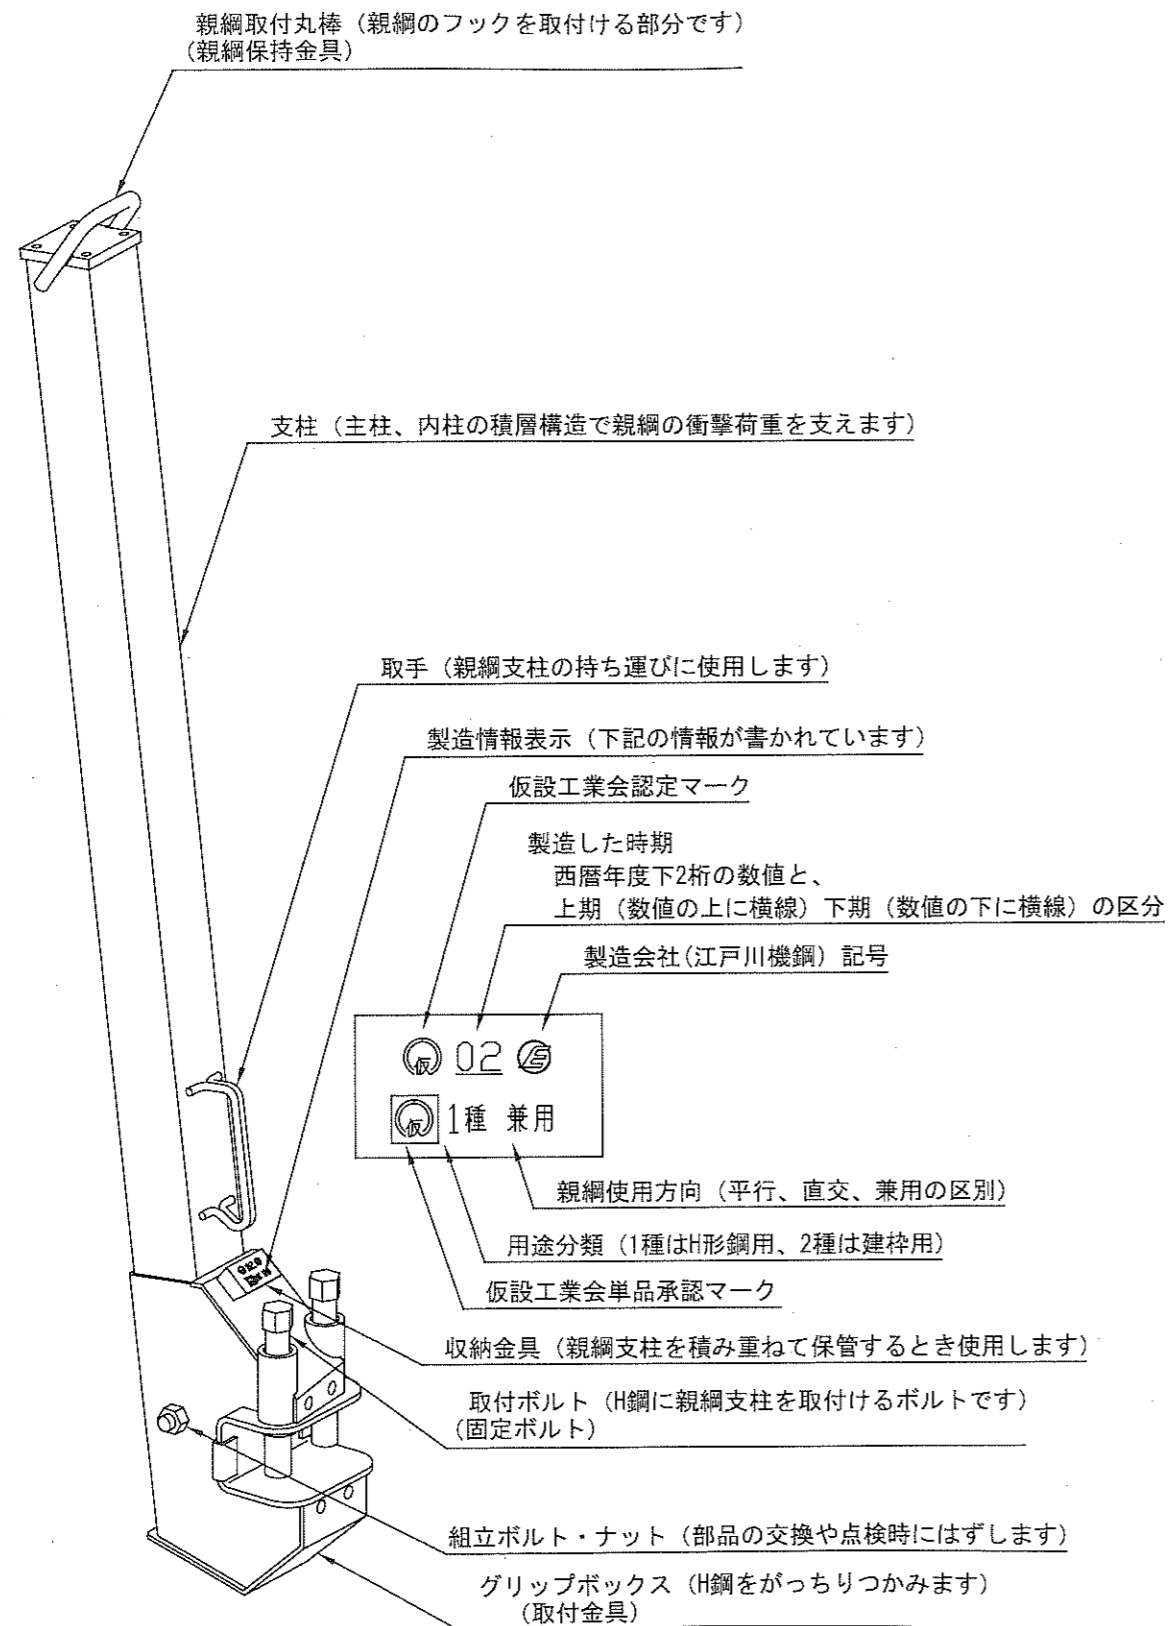 親綱取付丸棒（親綱のフックを取付ける部分です）
（親綱保持金具）
支柱（主柱、内柱の積層構造で親綱の衝撃荷重を支えます）
取手（親綱支柱の持ち運びに使用します）
製造情報表示（下記の情報が書かれています）
仮設工業会認定マーク
製造した時期
西暦年度下2桁の数値と、
上期（数値の上に横線）下期（数値の下に横線）の区分
製造会社（江戸川機鋼）記号
仮 02
仮 1種 兼用
親綱使用方向（平行、直交、兼用の区別）
用途分類（1種はH形鋼用、2種は建枠用）
仮設工業会単品承認マーク
収納金具（親綱支柱を積み重ねて保管するとき使用します）
取付ボルト（H鋼に親綱支柱を取付けるボルトです）
（固定ボルト）
組立ボルト・ナット（部品の交換や点検時にはずします）
グリップボックス（H鋼をがっちりつかみます）
（取付金具）